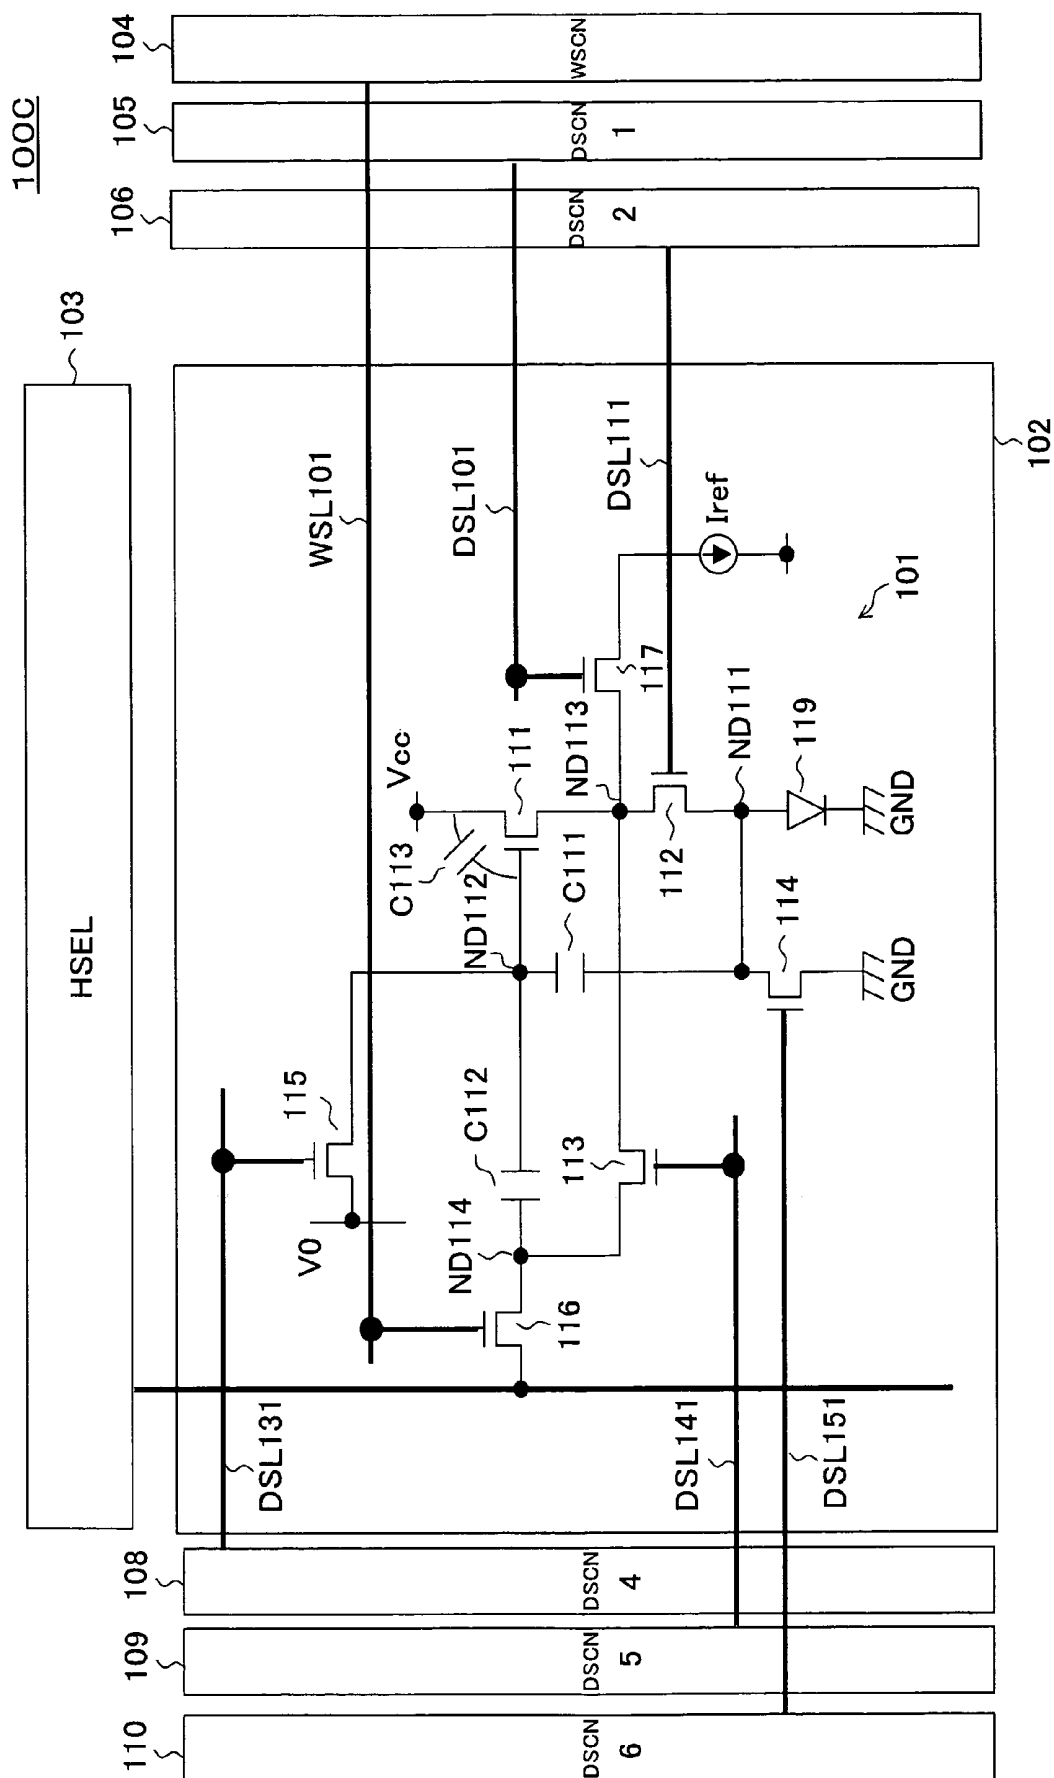 100C
104
WSCN
105
DSCN
1
106
DSCN
2
103
HSEL
102
WSL101
DSL101
DSL111
Iref
101
Vcc
111
C113
ND113
117
ND112
C111
112
ND111
119
GND
114
GND
115
V0
C112
113
ND114
116
DSL131
DSL141
DSL151
108
DSCN
4
109
DSCN
5
110
DSCN
6